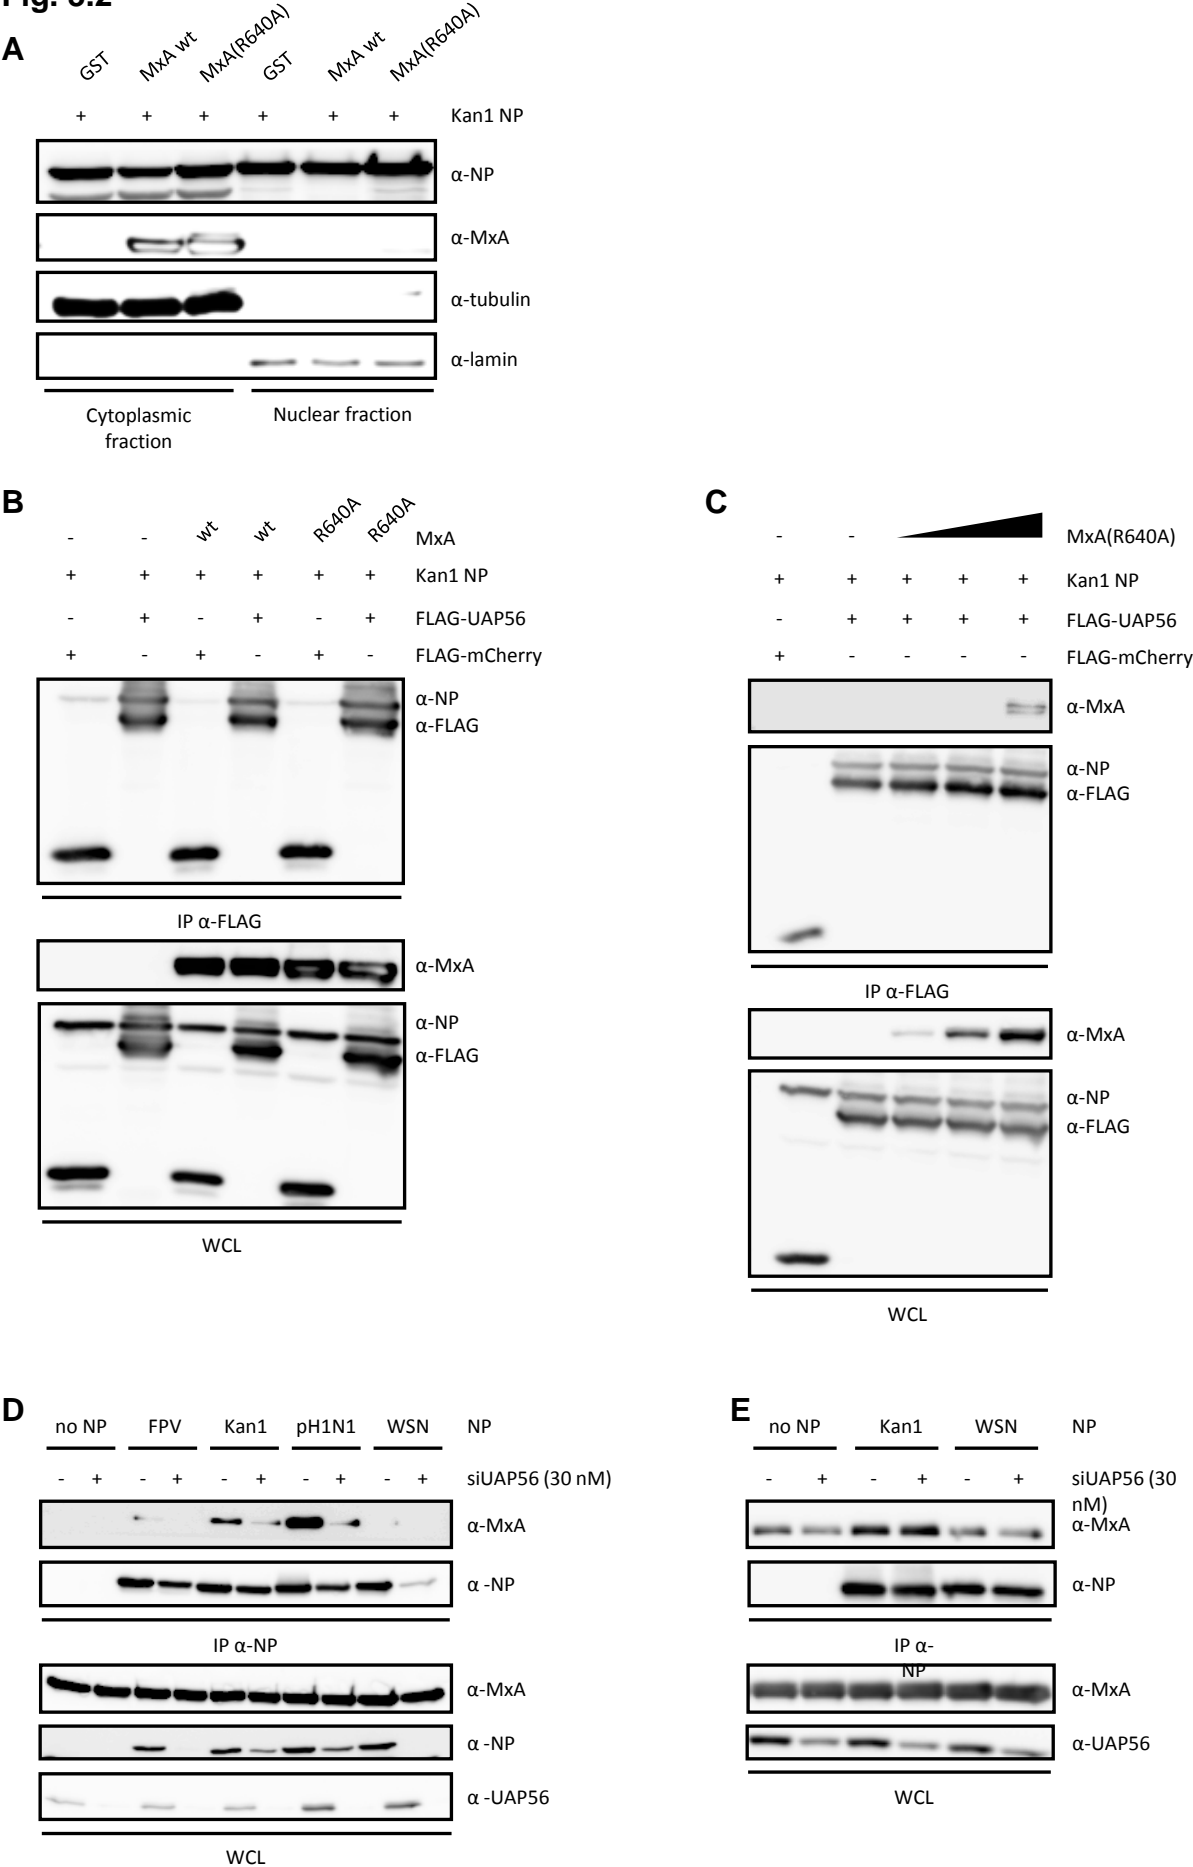 Fig. 3.2
A
GST MxA wt MxA(R640A) GST MxA wt MxA(R640A)
+ + + + + + Kan1 NP
α-NP
α-MxA
α-tubulin
α-lamin
Cytoplasmic fraction
Nuclear fraction
B
- - wt wt R640A R640A MxA
+ + + + + + Kan1 NP
- + - + - + FLAG-UAP56
+ - + - + - FLAG-mCherry
α-NP
α-FLAG
IP α-FLAG
α-MxA
α-NP
α-FLAG
WCL
C
- - MxA(R640A)
+ + + + + Kan1 NP
- + + + + FLAG-UAP56
+ - - - - FLAG-mCherry
α-MxA
α-NP
α-FLAG
IP α-FLAG
α-MxA
α-NP
α-FLAG
WCL
D
no NP FPV Kan1 pH1N1 WSN NP
- + - + - + - + - + siUAP56 (30 nM)
α-MxA
α -NP
IP α-NP
α-MxA
α -NP
α -UAP56
WCL
E
no NP Kan1 WSN NP
- + - + - + siUAP56 (30
nM)
α-MxA
α-NP
IP α-
NP
α-MxA
α-UAP56
WCL